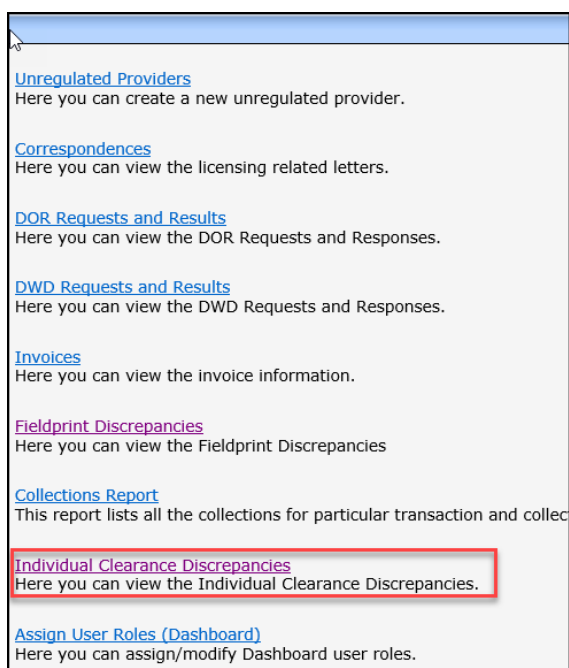 Unregulated Providers
Here you can create a new unregulated provider.
Correspondences
Here you can view the licensing related letters.
DOR Requests and Results
Here you can view the DOR Requests and Responses.
DWD Requests and Results
Here you can view the DWD Requests and Responses.
Invoices
Here you can view the invoice information.
Fieldprint Discrepancies
Here you can view the Fieldprint Discrepancies
Collections Report
This report lists all the collections for particular transaction and collec
Individual Clearance Discrepancies
Here you can view the Individual Clearance Discrepancies.
Assign User Roles (Dashboard)
Here you can assign/modify Dashboard user roles.